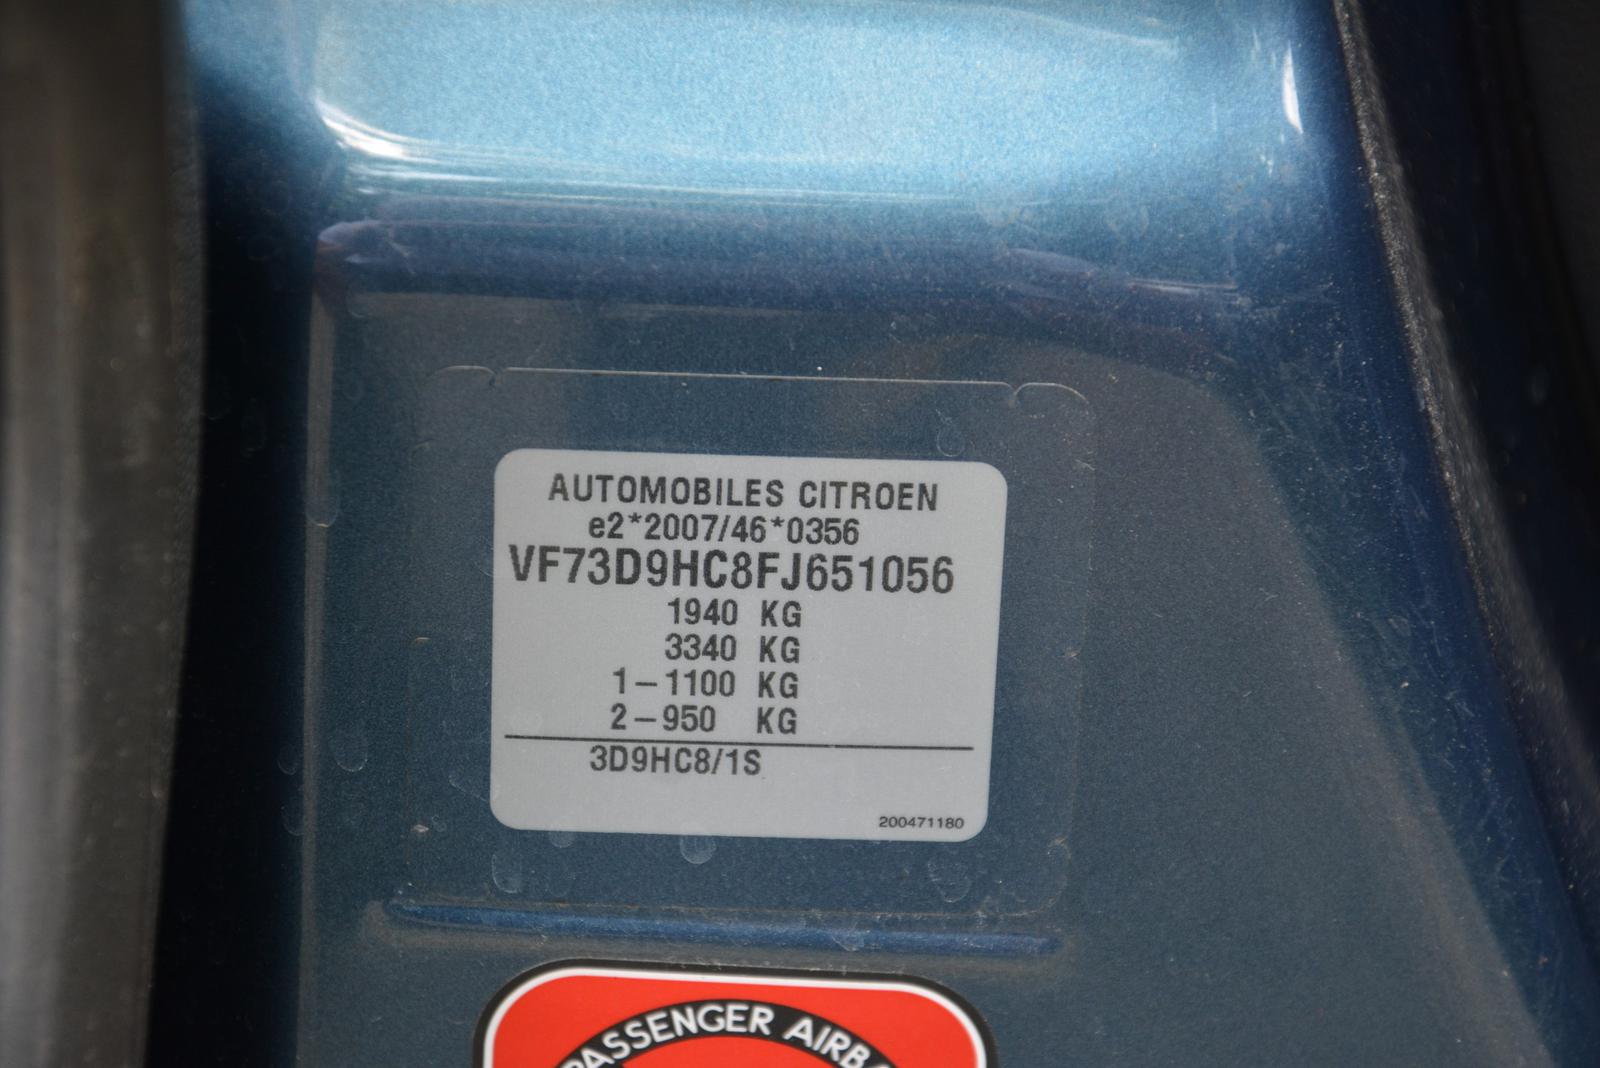 AUTOMOBILES CITROEN
e2*2007/46*0356
VF73D9HC8FJ651056
1940 KG
3340 KG
1–1100 KG
2–950 KG
3D9HC8/1S
200471180
PASSENGER AIRBA